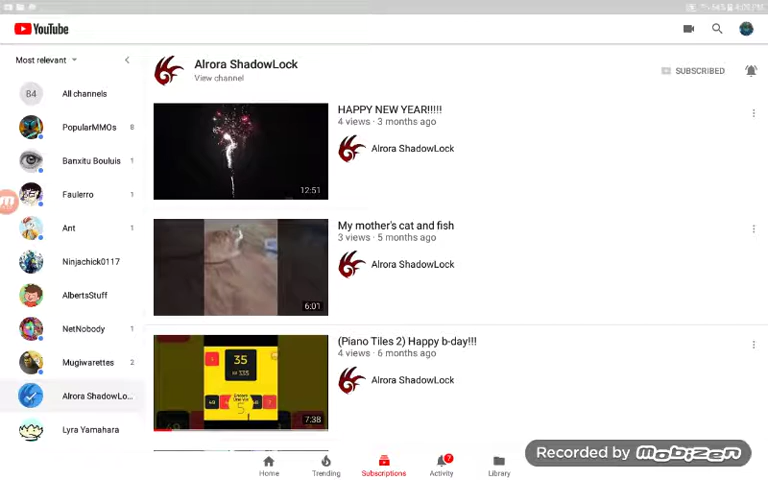 YouTube
Most relevant
84
All channels
PopularMMOs 8
Banxitu Bouluis 1
Faulerro 1
Ant 1
Ninjachick0117
AlbertsStuff
NetNobody 1
Mugiwarettes 2
Alrora ShadowLo...
Lyra Yamahara
Alrora ShadowLock
View channel
SUBSCRIBED
HAPPY NEW YEAR!!!!!
4 views · 3 months ago
Alrora ShadowLock
12:51
My mother's cat and fish
3 views · 5 months ago
Alrora ShadowLock
6:01
(Piano Tiles 2) Happy b-day!!!
4 views · 6 months ago
Alrora ShadowLock
35
7:38
Home
Trending
Subscriptions
7
Activity
Library
Recorded by Mobizen